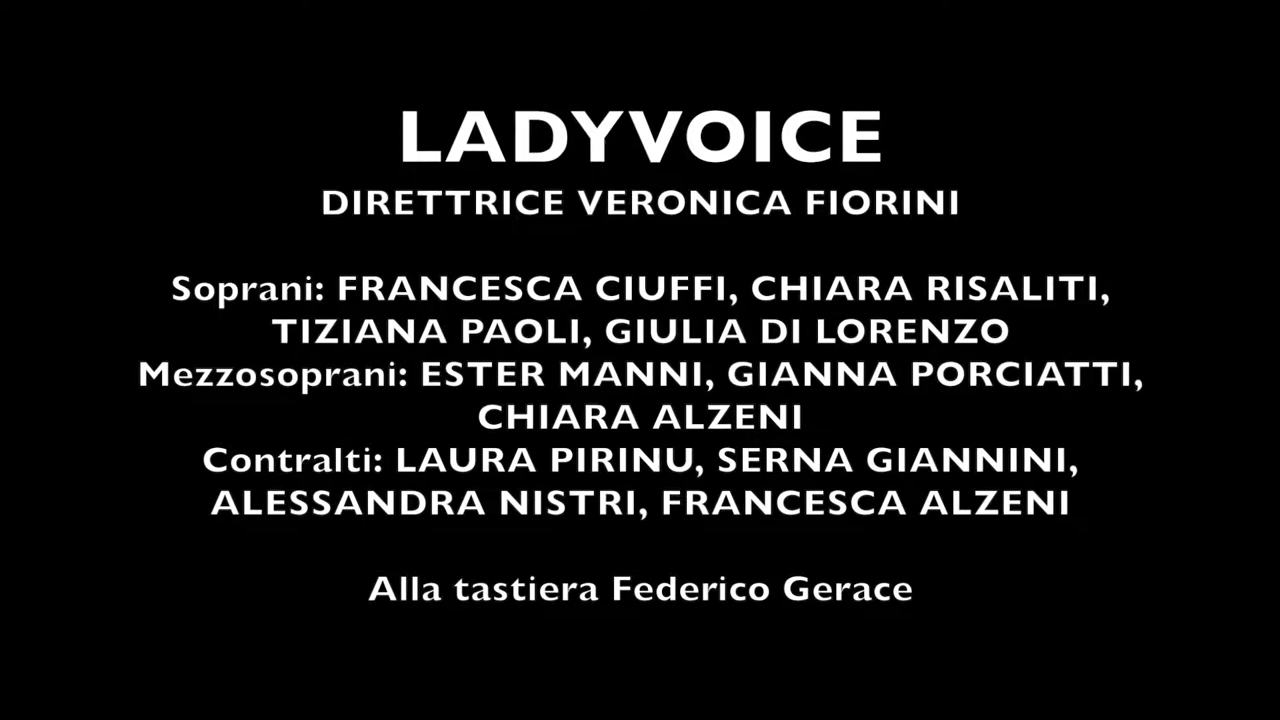 LADYVOICE
DIRETTRICE VERONICA FIORINI
Soprani: FRANCESCA CIUFFI, CHIARA RISALITI,
TIZIANA PAOLI, GIULIA DI LORENZO
Mezzosoprani: ESTER MANNI, GIANNA PORCIATTI,
CHIARA ALZENI
Contralti: LAURA PIRINU, SERNA GIANNINI,
ALESSANDRA NISTRI, FRANCESCA ALZENI
Alla tastiera Federico Gerace